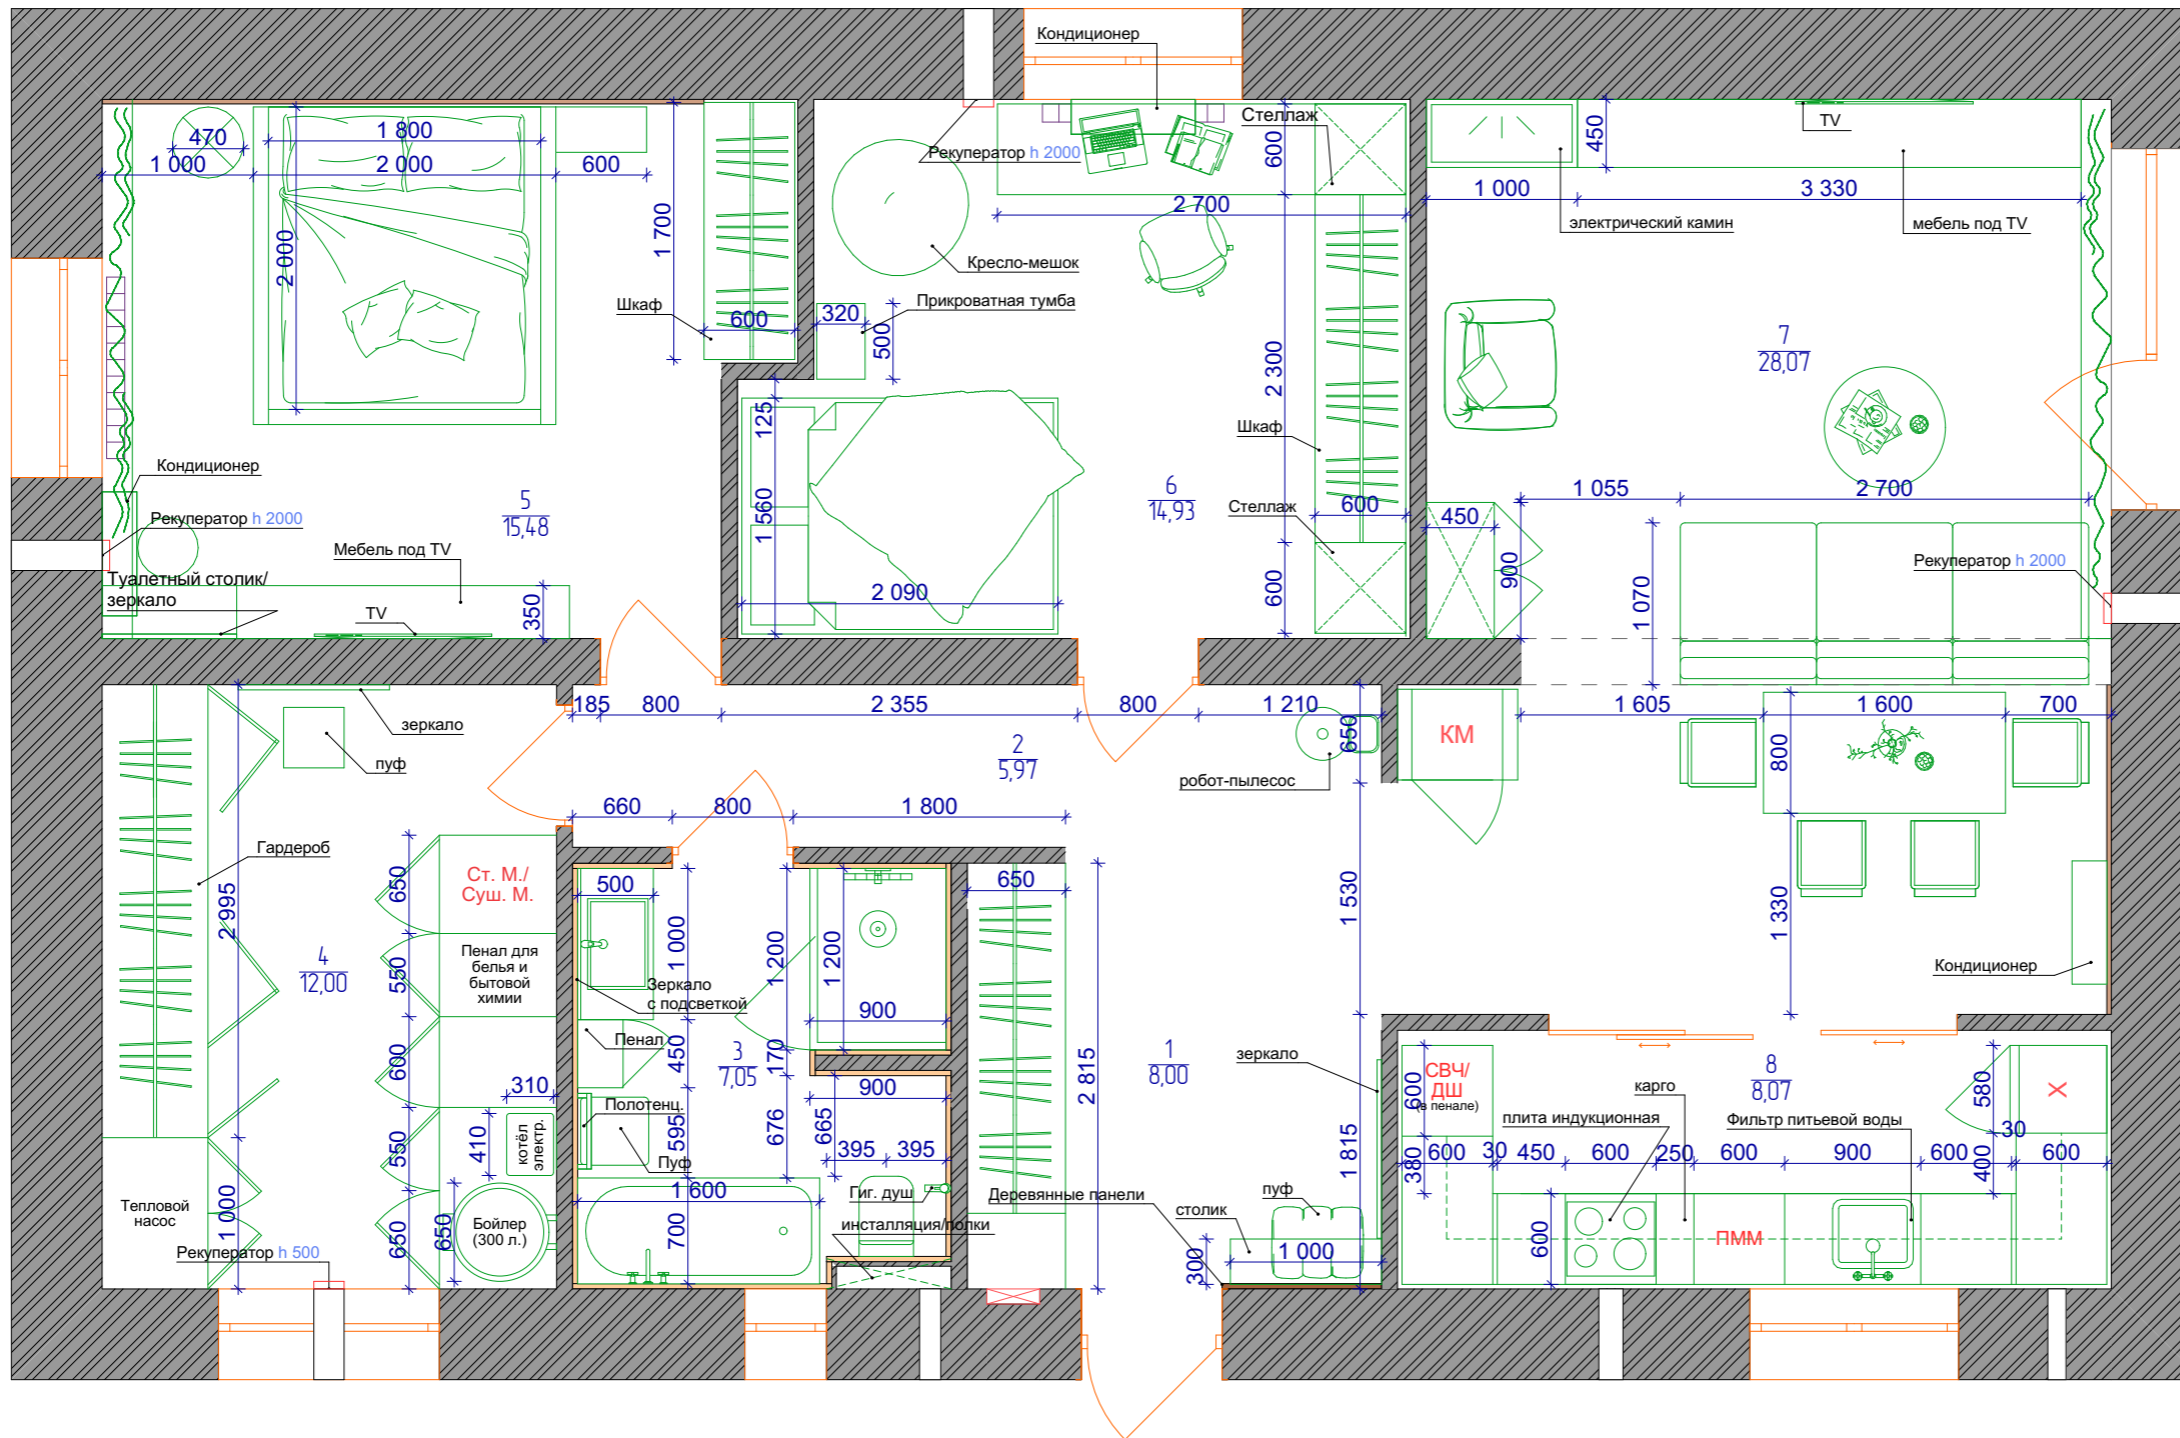 Кондиционер
470
1 800
1 000
2 000
600
2 000
1 700
600
Шкаф
Кондиционер
Рекуператор h 2000
5
15,48
Мебель под TV
Туалетный столик/
зеркало
TV
350
Рекуператор h 2000
600
Стеллаж
2 700
Кресло-мешок
Прикроватная тумба
320
500
2 300
125
1 560
2 090
Шкаф
6
14,93
Стеллаж
600
600
450
TV
1 000
3 330
электрический камин
мебель под TV
7
28,07
1 055
2 700
450
900
1 070
Рекуператор h 2000
185
800
2 355
800
1 210
650
КМ
1 605
1 600
700
800
зеркало
пуф
2
5,97
робот-пылесос
660
800
1 800
Гардероб
2 995
4
12,00
650
Ст. М./
Суш. М.
550
Пенал для
белья и
бытовой
химии
600
310
410
котёл
электр.
550
650
650
Бойлер
(300 л.)
Тепловой
насос
1 000
Рекуператор h 500
500
1 000
1 200
1 200
Зеркало
с подсветкой
900
Пенал
450
3
7,05
170
900
Полотенц.
595
676
665
395
395
Пуф
1 600
700
Гиг. душ
инсталляция/полки
650
2 815
1
8,00
1 530
зеркало
1 815
Деревянные панели
столик
пуф
300
1 000
1 330
Кондиционер
СВЧ/
ДШ
(в пенале)
600
380
8
8,07
карго
плита индукционная
Фильтр питьевой воды
580
Х
30
400
600
30
450
600
250
600
900
600
600
600
ПММ